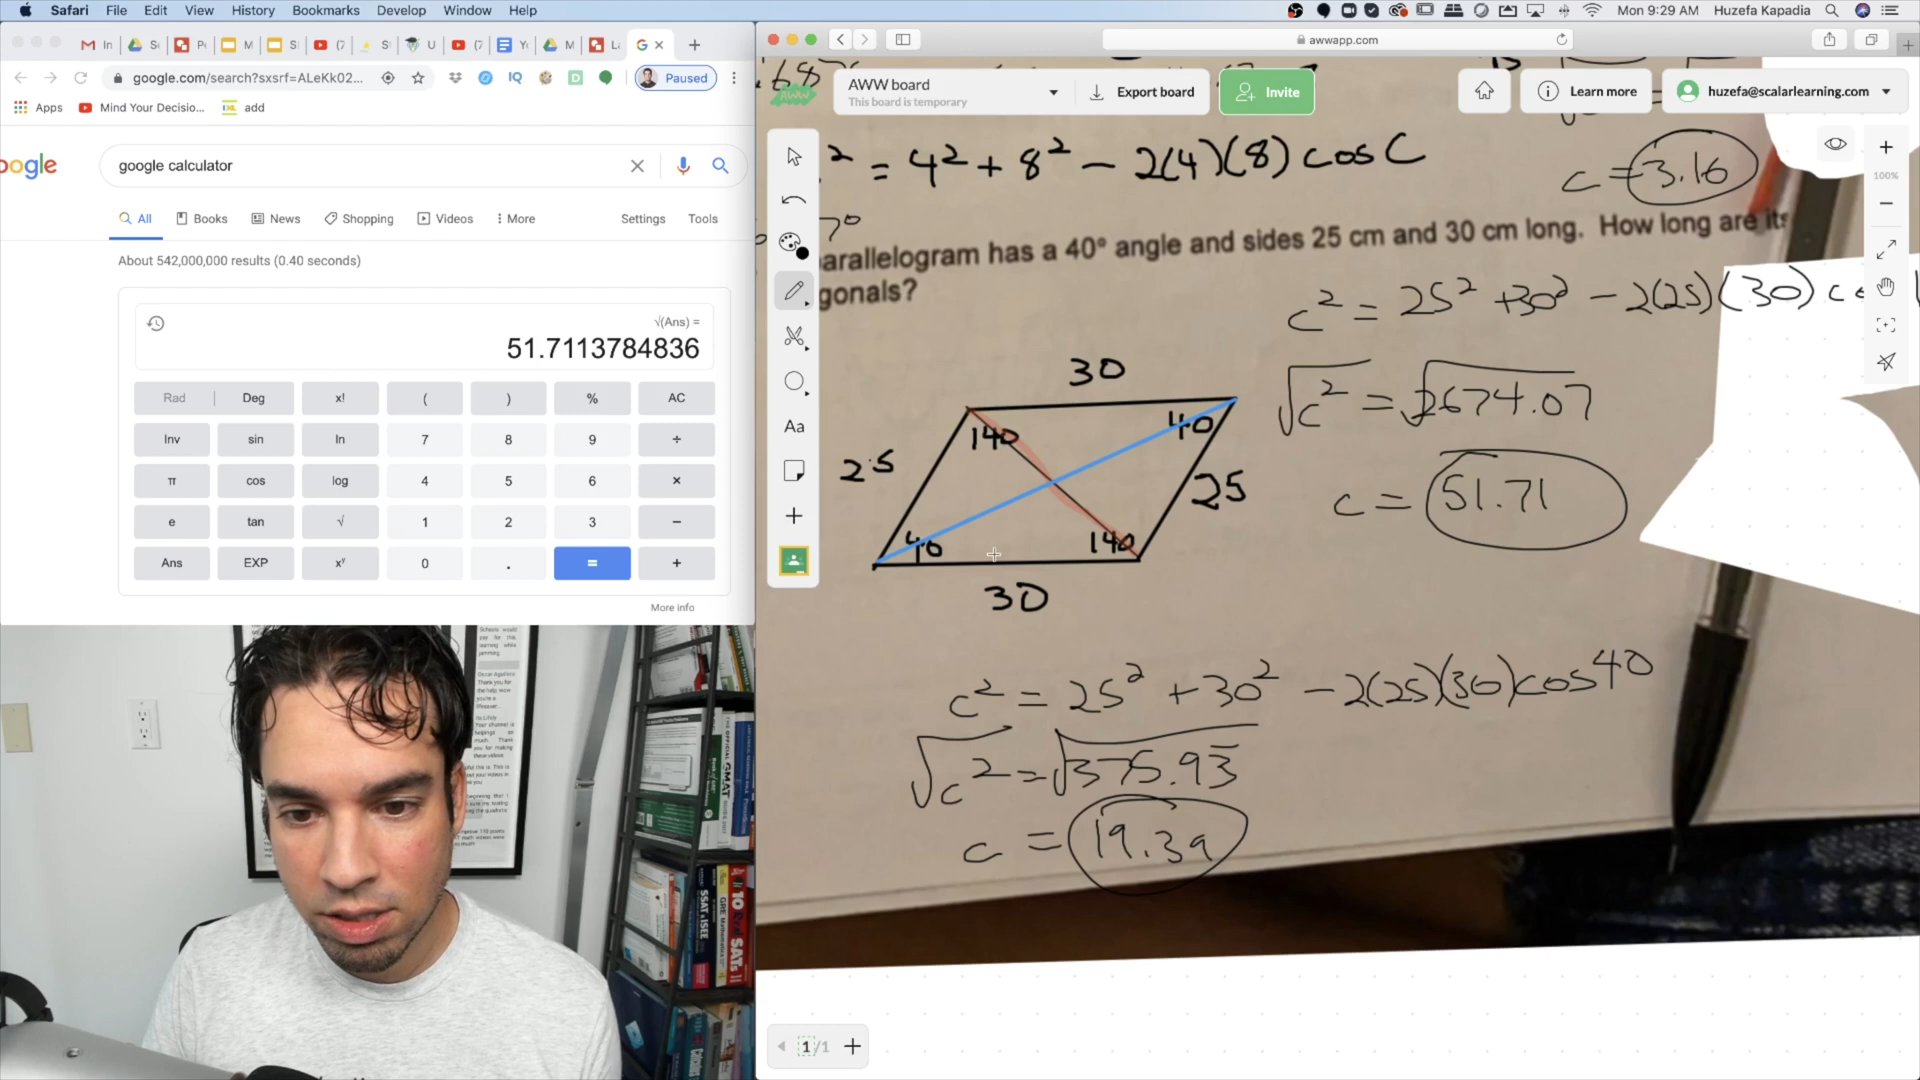 Safari File Edit View History Bookmarks Develop Window Help
Mon 9:29 AM Huzefa Kapadia
google.com/search?sxsrf=ALeKk02...
Paused
Apps Mind Your Decisio... add
google calculator
All Books News Shopping Videos More Settings Tools
About 542,000,000 results (0.40 seconds)
√(Ans) =
51.7113784836
Rad Deg x! ( ) % AC
Inv sin ln 7 8 9 ÷
π cos log 4 5 6 ×
e tan √ 1 2 3 −
Ans EXP xʸ 0 . = +
More info
awwapp.com
AWW board
This board is temporary
Export board
Invite
Learn more
huzefa@scalarlearning.com
100%
Aa
² = 4² + 8² − 2(4)(8) cos C
c = 3.16
7°
arallelogram has a 40° angle and sides 25 cm and 30 cm long. How long are its
gonals?
c² = 25² + 30² − 2(25)(30) co
√c² = √2674.07
c = 51.71
30
140 40
25 25
40 140
30
c² = 25² + 30² − 2(25)(30)cos40
√c² = √375.93
c = 19.39
1/1